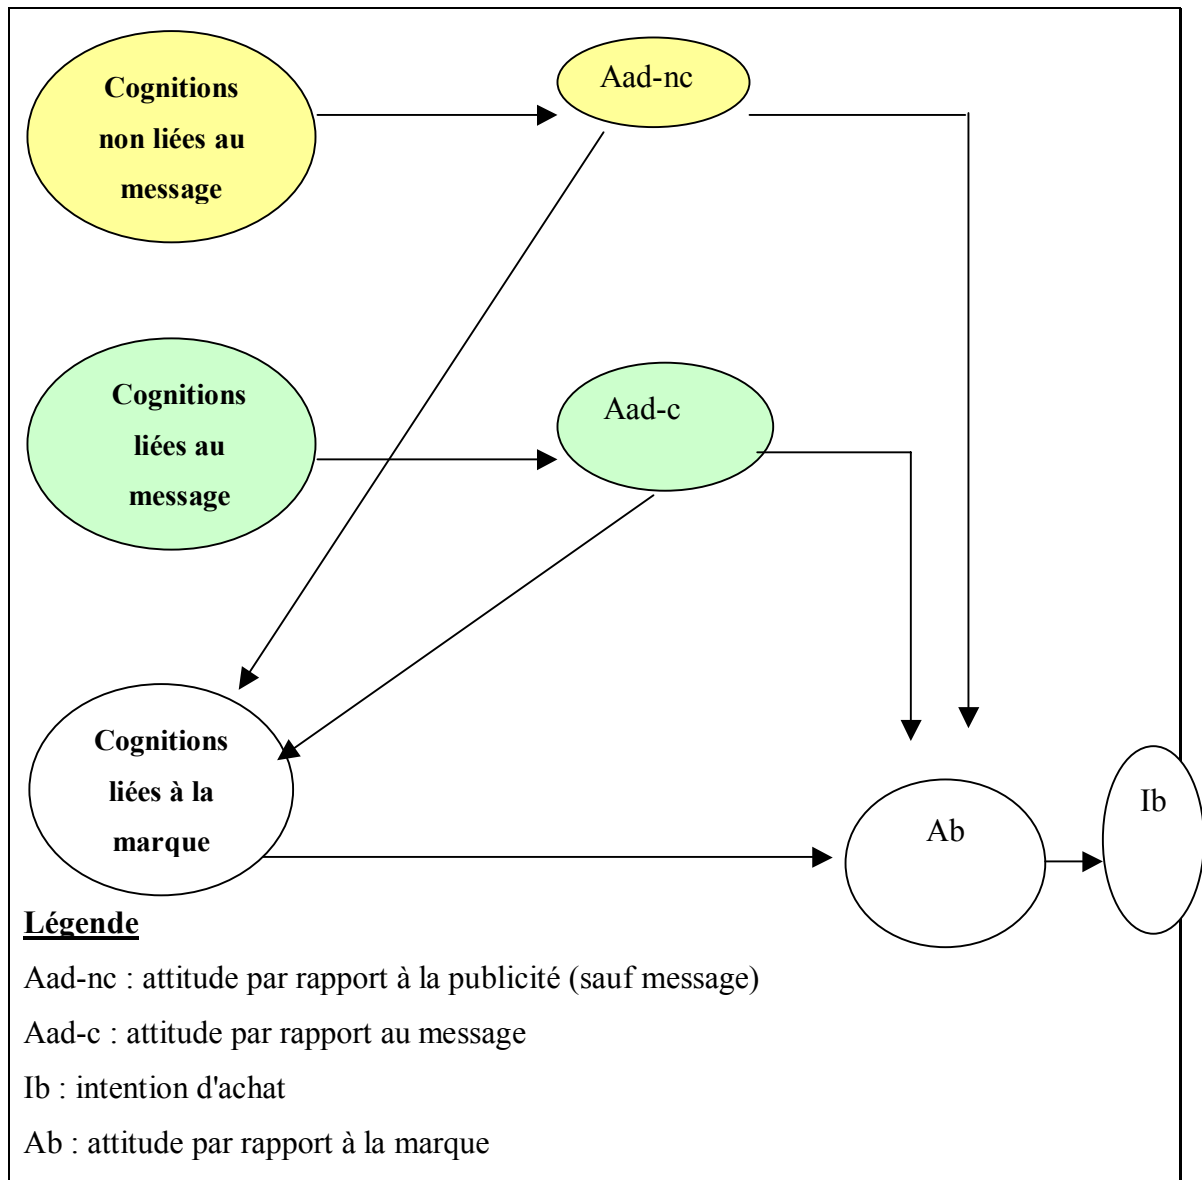 Cognitions
non liées au
message
Aad-nc
Cognitions
liées au
message
Aad-c
Cognitions
liées à la
marque
Ab
Ib
Légende
Aad-nc : attitude par rapport à la publicité (sauf message)
Aad-c : attitude par rapport au message
Ib : intention d'achat
Ab : attitude par rapport à la marque